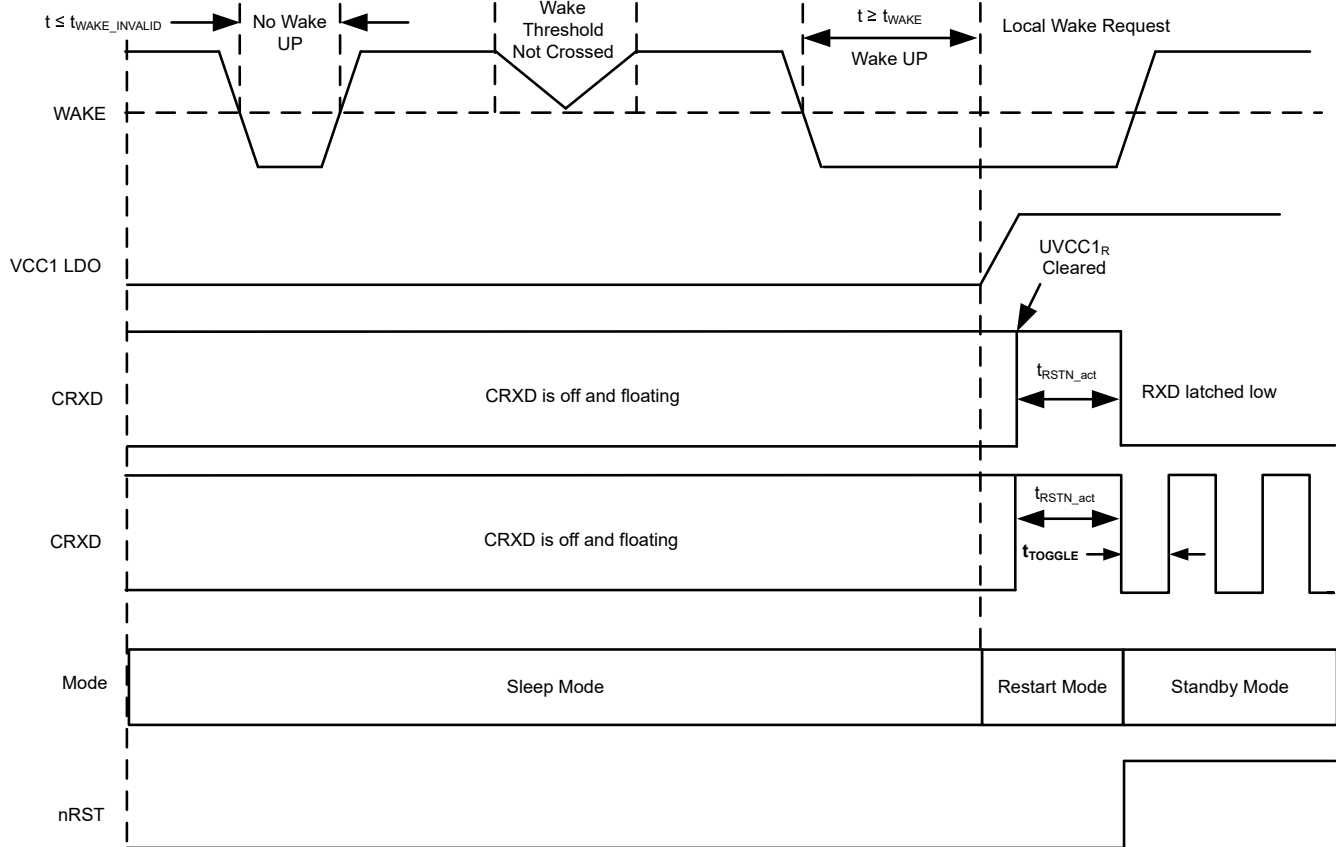 t ≤ tWAKE_INVALID
No Wake
UP
Wake
Threshold
Not Crossed
t ≥ tWAKE
Wake UP
Local Wake Request
WAKE
VCC1 LDO
UVCC1R
Cleared
CRXD
CRXD is off and floating
tRSTN_act
RXD latched low
CRXD
CRXD is off and floating
tRSTN_act
tTOGGLE
Mode
Sleep Mode
Restart Mode
Standby Mode
nRST